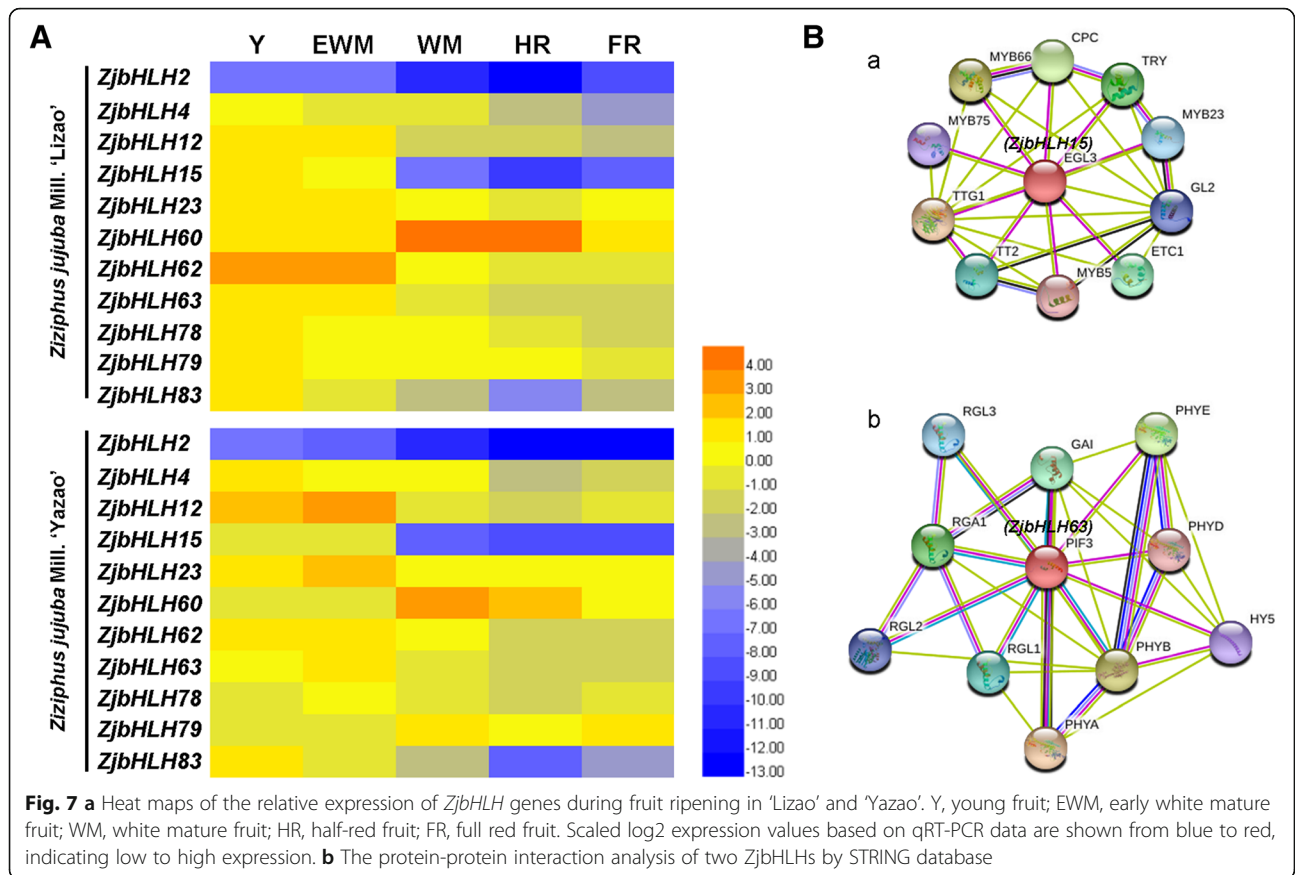 A
Y EWM WM HR FR
Ziziphus jujuba Mill. 'Lizao'
ZjbHLH2
ZjbHLH4
ZjbHLH12
ZjbHLH15
ZjbHLH23
ZjbHLH60
ZjbHLH62
ZjbHLH63
ZjbHLH78
ZjbHLH79
ZjbHLH83
Ziziphus jujuba Mill. 'Yazao'
ZjbHLH2
ZjbHLH4
ZjbHLH12
ZjbHLH15
ZjbHLH23
ZjbHLH60
ZjbHLH62
ZjbHLH63
ZjbHLH78
ZjbHLH79
ZjbHLH83
4.00
3.00
2.00
1.00
0.00
-1.00
-2.00
-3.00
-4.00
-5.00
-6.00
-7.00
-8.00
-9.00
-10.00
-11.00
-12.00
-13.00
B
a
CPC
MYB66
TRY
MYB75
MYB23
(ZjbHLH15)
EGL3
TTG1
GL2
TT2
ETC1
MYB5
b
RGL3
PHYE
GAI
(ZjbHLH63)
RGA1
PIF3
PHYD
RGL2
HY5
RGL1
PHYB
PHYA
Fig. 7 a Heat maps of the relative expression of ZjbHLH genes during fruit ripening in 'Lizao' and 'Yazao'. Y, young fruit; EWM, early white mature
fruit; WM, white mature fruit; HR, half-red fruit; FR, full red fruit. Scaled log2 expression values based on qRT-PCR data are shown from blue to red,
indicating low to high expression. b The protein-protein interaction analysis of two ZjbHLHs by STRING database